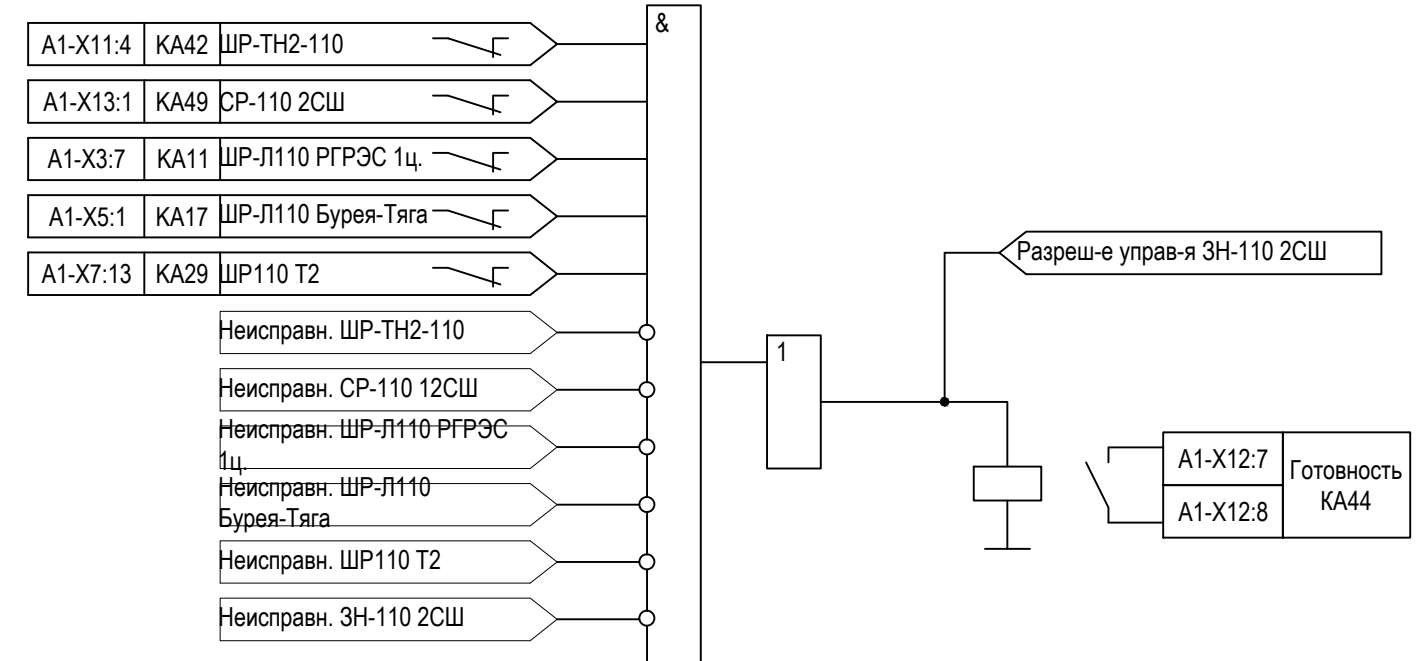 &
A1-X11:4 KA42 ШР-ТН2-110
A1-X13:1 KA49 СР-110 2СШ
A1-X3:7 KA11 ШР-Л110 РГРЭС 1ц.
A1-X5:1 KA17 ШР-Л110 Бурея-Тяга
A1-X7:13 KA29 ШР110 Т2
Неисправн. ШР-ТН2-110
Неисправн. СР-110 12СШ
Неисправн. ШР-Л110 РГРЭС
1ц.
Неисправн. ШР-Л110
Бурея-Тяга
Неисправн. ШР110 Т2
Неисправн. ЗН-110 2СШ
1
Разреш-е управ-я ЗН-110 2СШ
A1-X12:7
A1-X12:8
Готовность
KA44